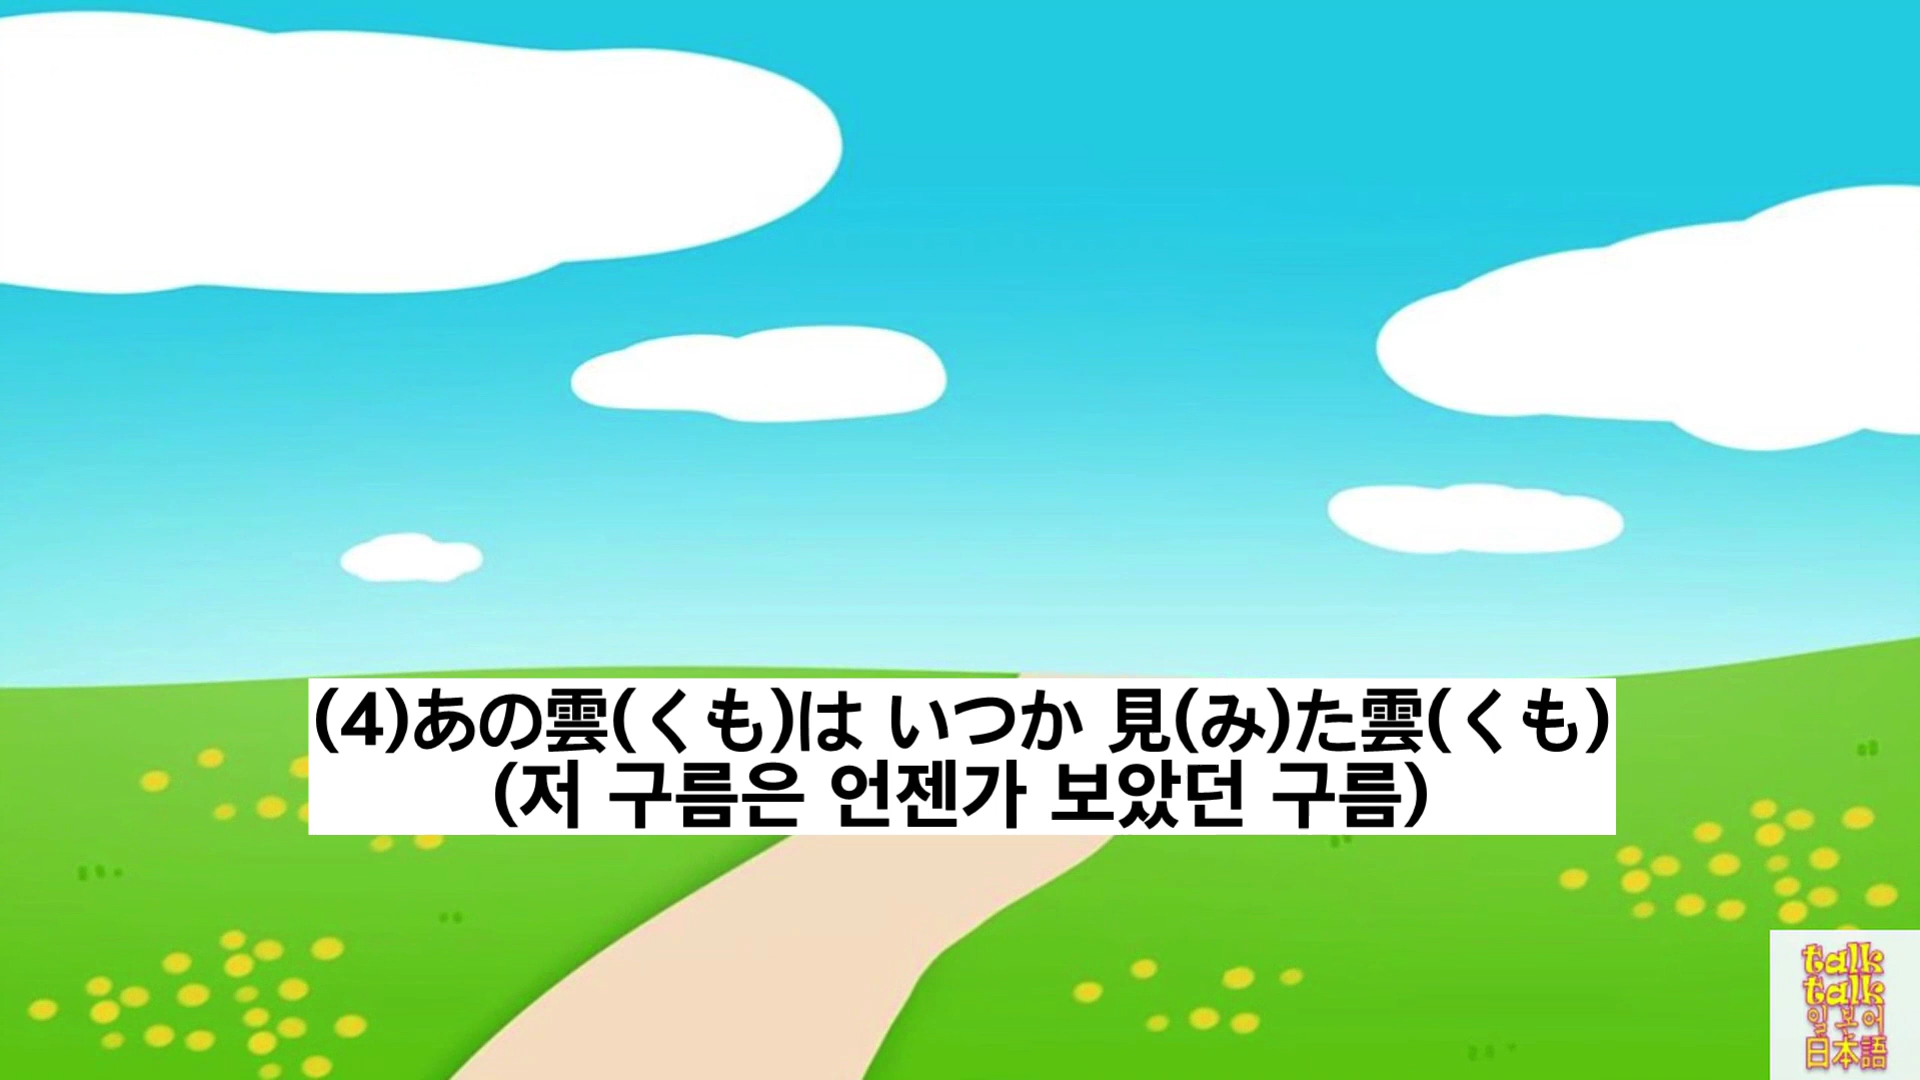 (4)あの雲(くも)は いつか 見(み)た雲(くも)
(저 구름은 언젠가 보았던 구름)
talk
talk
일본어
日本語